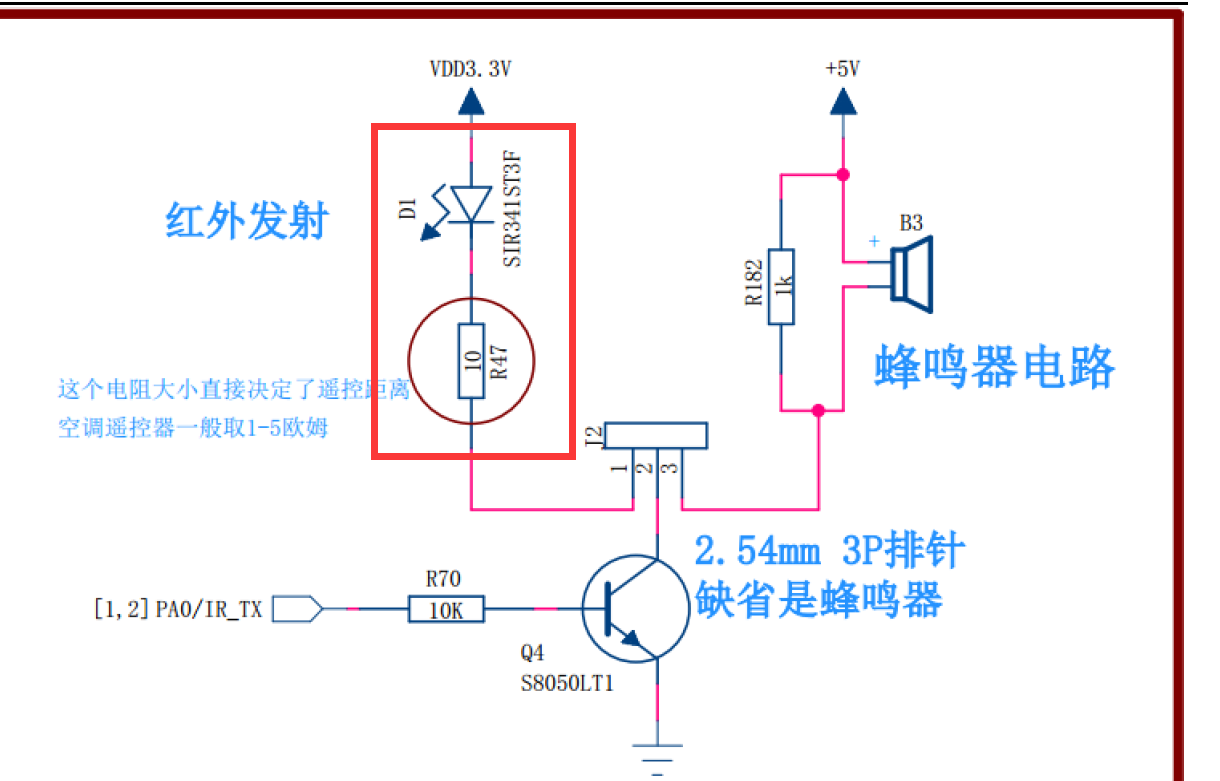 VDD3.3V
+5V
红外发射
D1
SIR341ST3F
B3
+
R182
1k
蜂鸣器电路
10
R47
这个电阻大小直接决定了遥控距离
空调遥控器一般取1-5欧姆
J2
1
2
3
2.54mm 3P排针
缺省是蜂鸣器
R70
[1,2]PA0/IR_TX
10K
Q4
S8050LT1